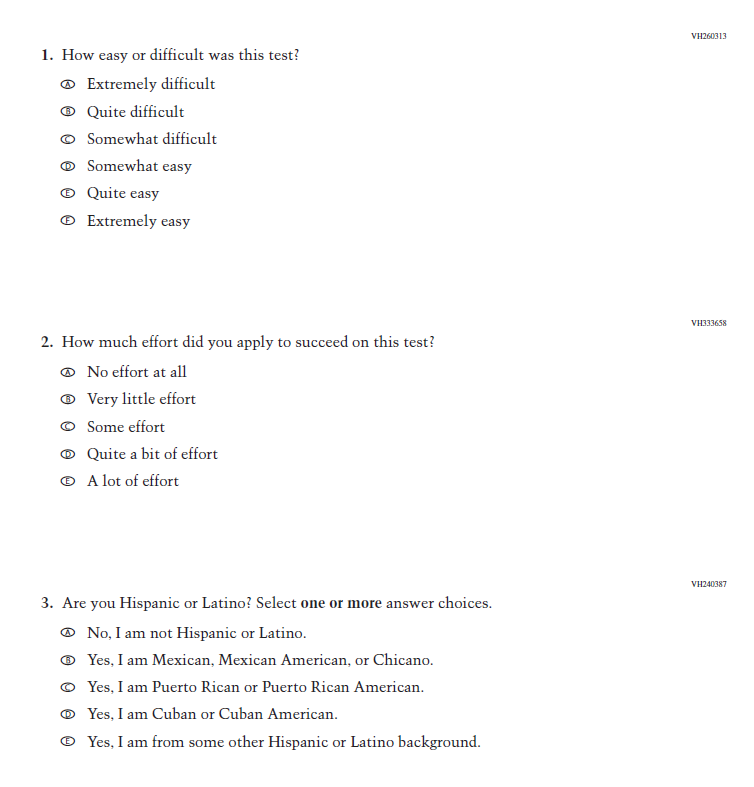 VH260313
1. How easy or difficult was this test?
A Extremely difficult
B Quite difficult
C Somewhat difficult
D Somewhat easy
E Quite easy
F Extremely easy
VH333658
2. How much effort did you apply to succeed on this test?
A No effort at all
B Very little effort
C Some effort
D Quite a bit of effort
E A lot of effort
VH240387
3. Are you Hispanic or Latino? Select one or more answer choices.
A No, I am not Hispanic or Latino.
B Yes, I am Mexican, Mexican American, or Chicano.
C Yes, I am Puerto Rican or Puerto Rican American.
D Yes, I am Cuban or Cuban American.
E Yes, I am from some other Hispanic or Latino background.